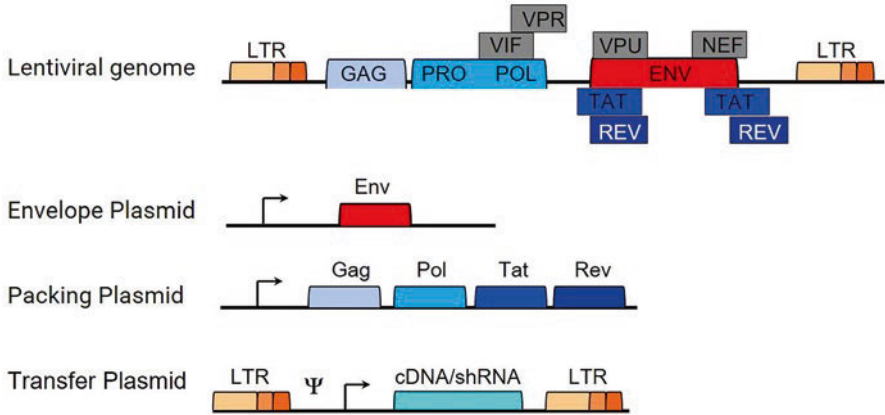 VPR
LTR VIF VPU NEF LTR
Lentiviral genome GAG PRO POL ENV
TAT TAT
REV REV
Env
Envelope Plasmid
Gag Pol Tat Rev
Packing Plasmid
Transfer Plasmid LTR Ψ cDNA/shRNA LTR